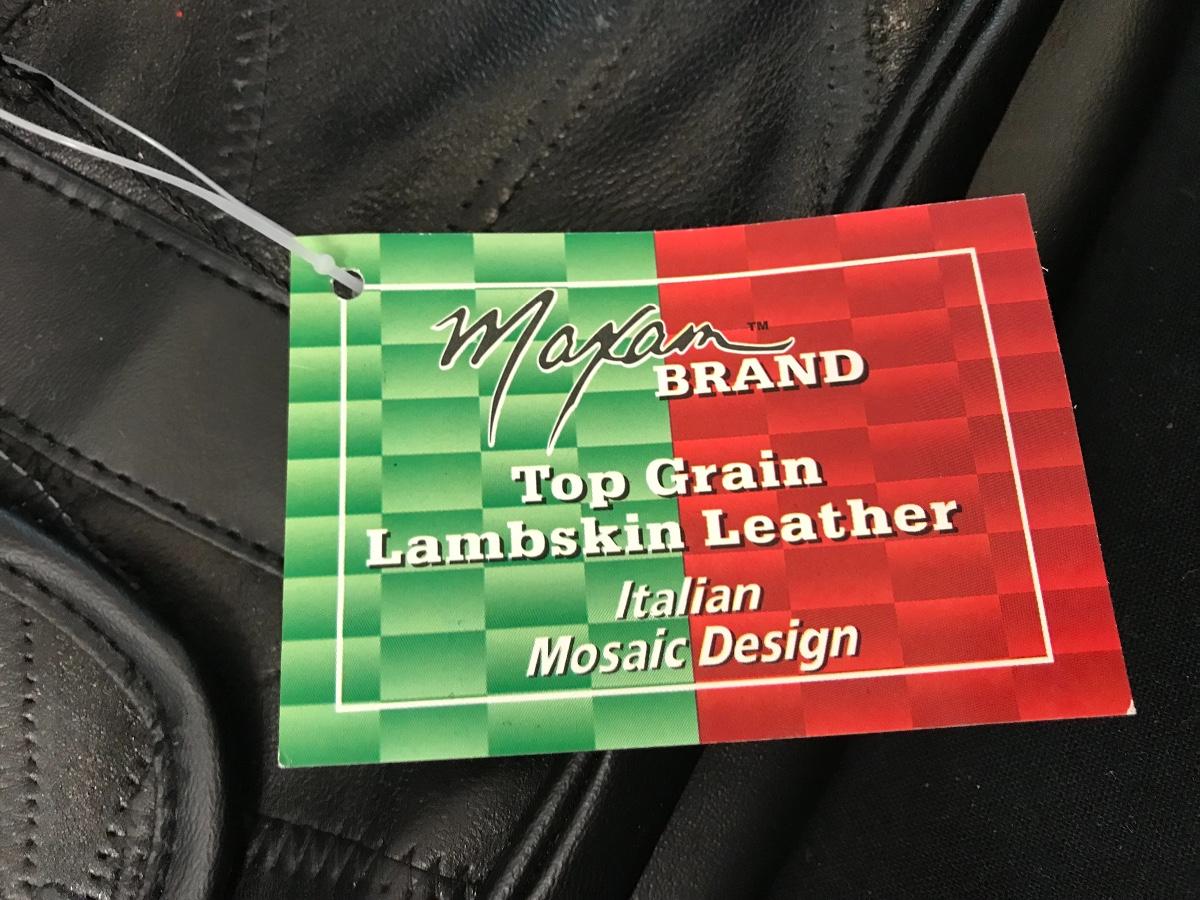 Maxam™
BRAND
Top Grain
Lambskin Leather
Italian
Mosaic Design